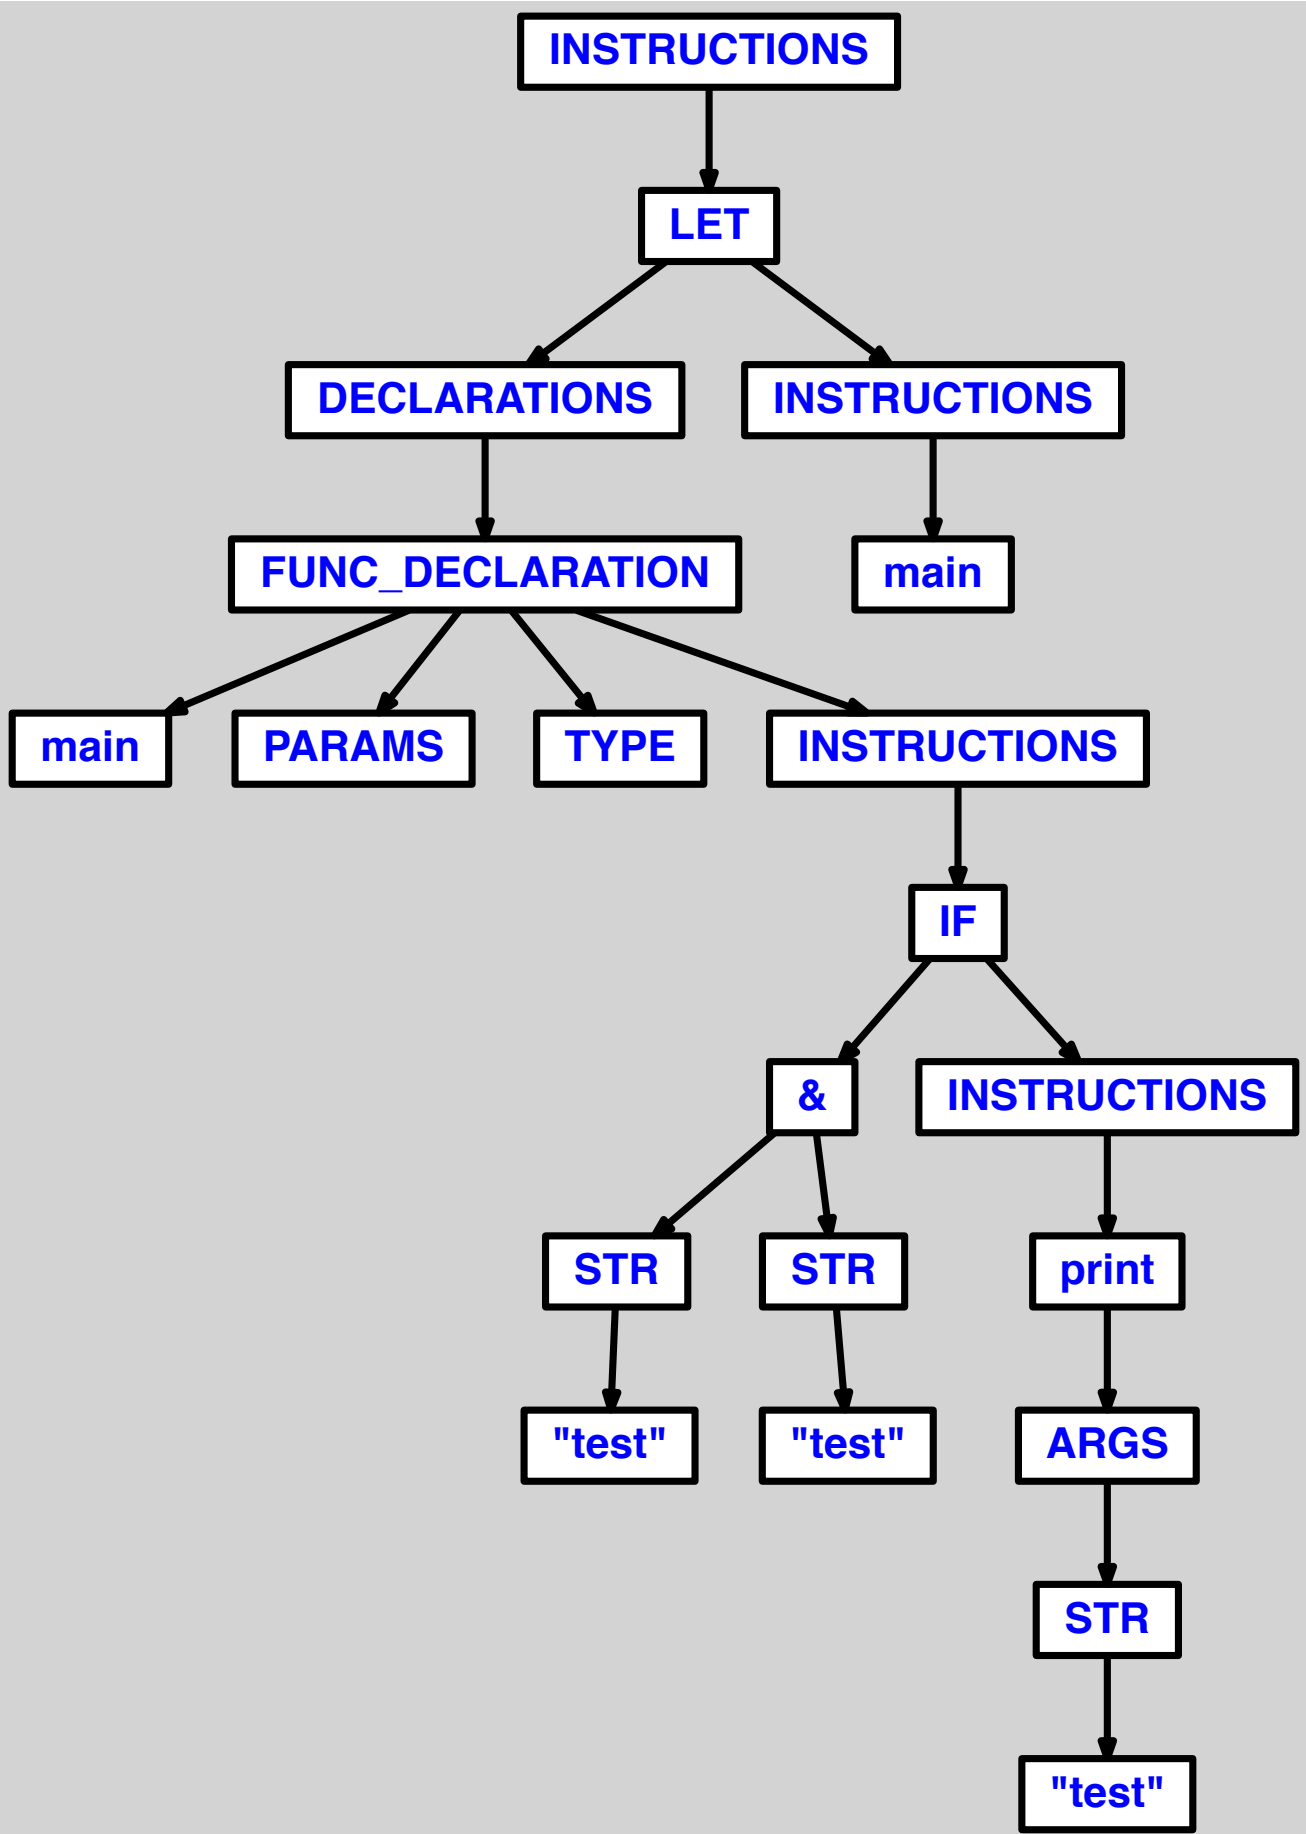 INSTRUCTIONS
LET
DECLARATIONS
INSTRUCTIONS
FUNC_DECLARATION
main
main
PARAMS
TYPE
INSTRUCTIONS
IF
&
INSTRUCTIONS
STR
STR
print
"test"
"test"
ARGS
STR
"test"